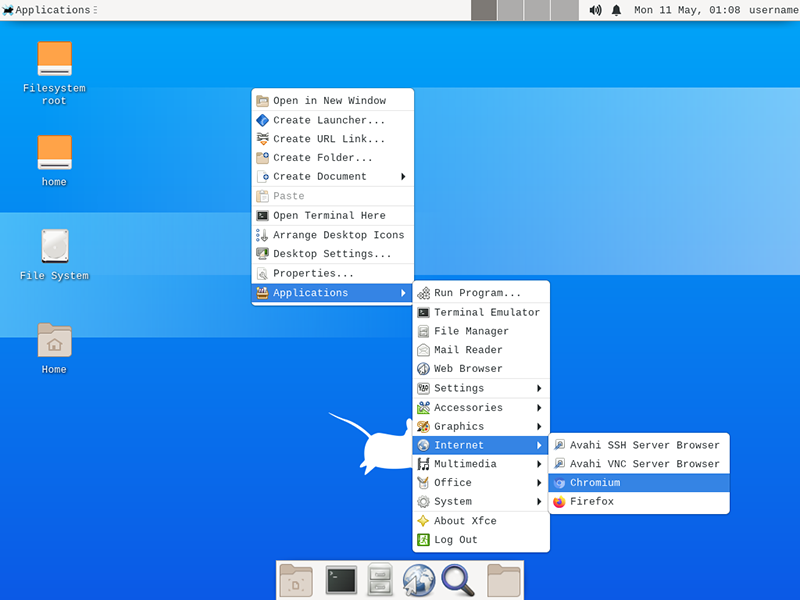 Applications
Mon 11 May, 01:08
username
Filesystem
root
home
File System
Home
Open in New Window
Create Launcher...
Create URL Link...
Create Folder...
Create Document
Paste
Open Terminal Here
Arrange Desktop Icons
Desktop Settings...
Properties...
Applications
Run Program...
Terminal Emulator
File Manager
Mail Reader
Web Browser
Settings
Accessories
Graphics
Internet
Multimedia
Office
System
About Xfce
Log Out
Avahi SSH Server Browser
Avahi VNC Server Browser
Chromium
Firefox